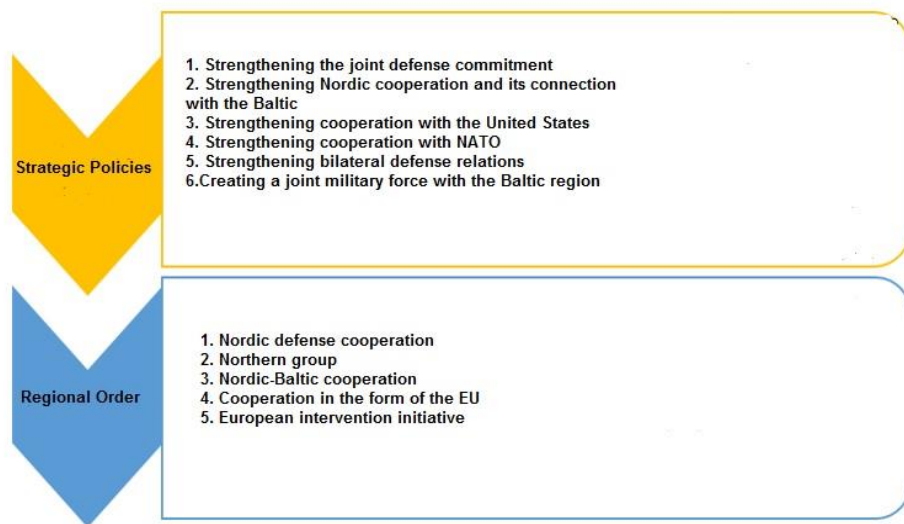 Strategic Policies
1. Strengthening the joint defense commitment
2. Strengthening Nordic cooperation and its connection
with the Baltic
3. Strengthening cooperation with the United States
4. Strengthening cooperation with NATO
5. Strengthening bilateral defense relations
6.Creating a joint military force with the Baltic region
Regional Order
1. Nordic defense cooperation
2. Northern group
3. Nordic-Baltic cooperation
4. Cooperation in the form of the EU
5. European intervention initiative